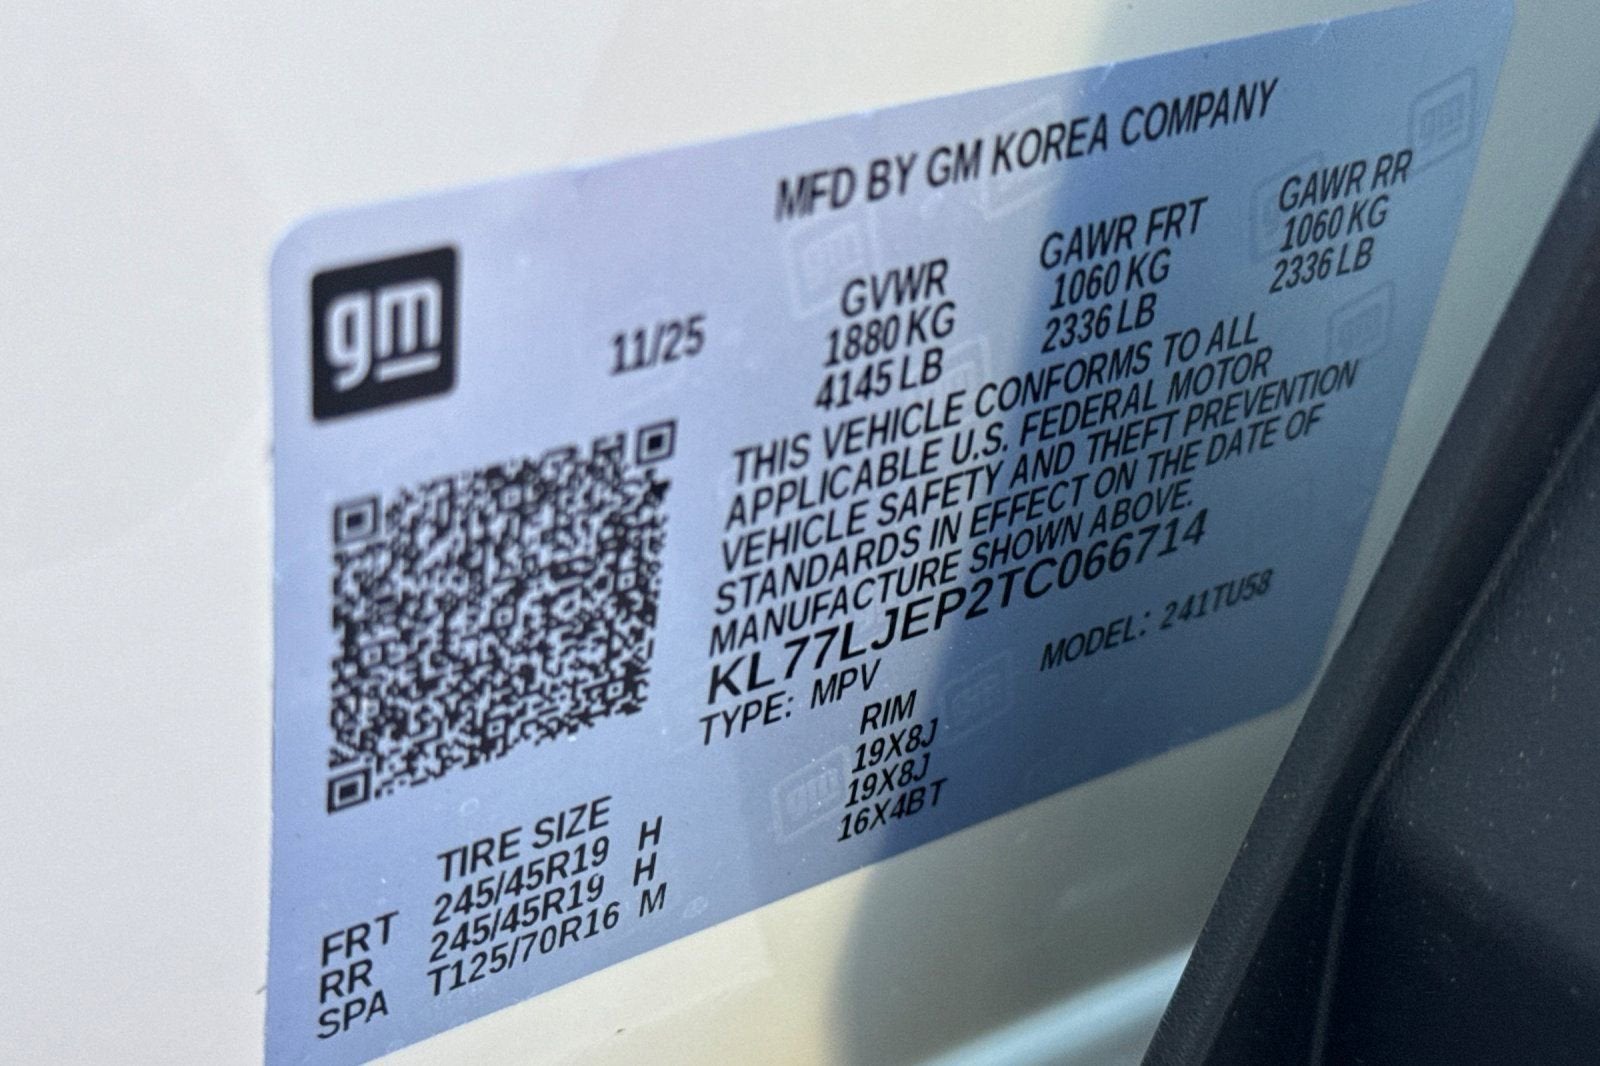 gm
MFD BY GM KOREA COMPANY
11/25
GVWR GAWR FRT GAWR RR
1880 KG 1060 KG 1060 KG
4145 LB 2336 LB 2336 LB
THIS VEHICLE CONFORMS TO ALL
APPLICABLE U.S. FEDERAL MOTOR
VEHICLE SAFETY AND THEFT PREVENTION
STANDARDS IN EFFECT ON THE DATE OF
MANUFACTURE SHOWN ABOVE.
KL77LJEP2TC066714
TYPE: MPV MODEL: 241TU58
TIRE SIZE RIM
FRT 245/45R19 H 19X8J
RR 245/45R19 H 19X8J
SPA T125/70R16 M 16X4BT